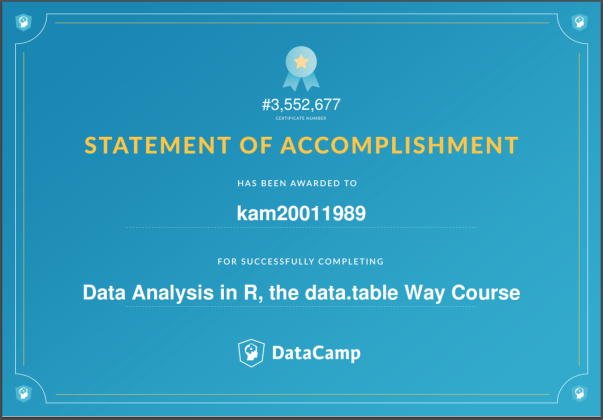 #3,552,677
CERTIFICATE NUMBER
STATEMENT OF ACCOMPLISHMENT
HAS BEEN AWARDED TO
kam20011989
FOR SUCCESSFULLY COMPLETING
Data Analysis in R, the data.table Way Course
DataCamp